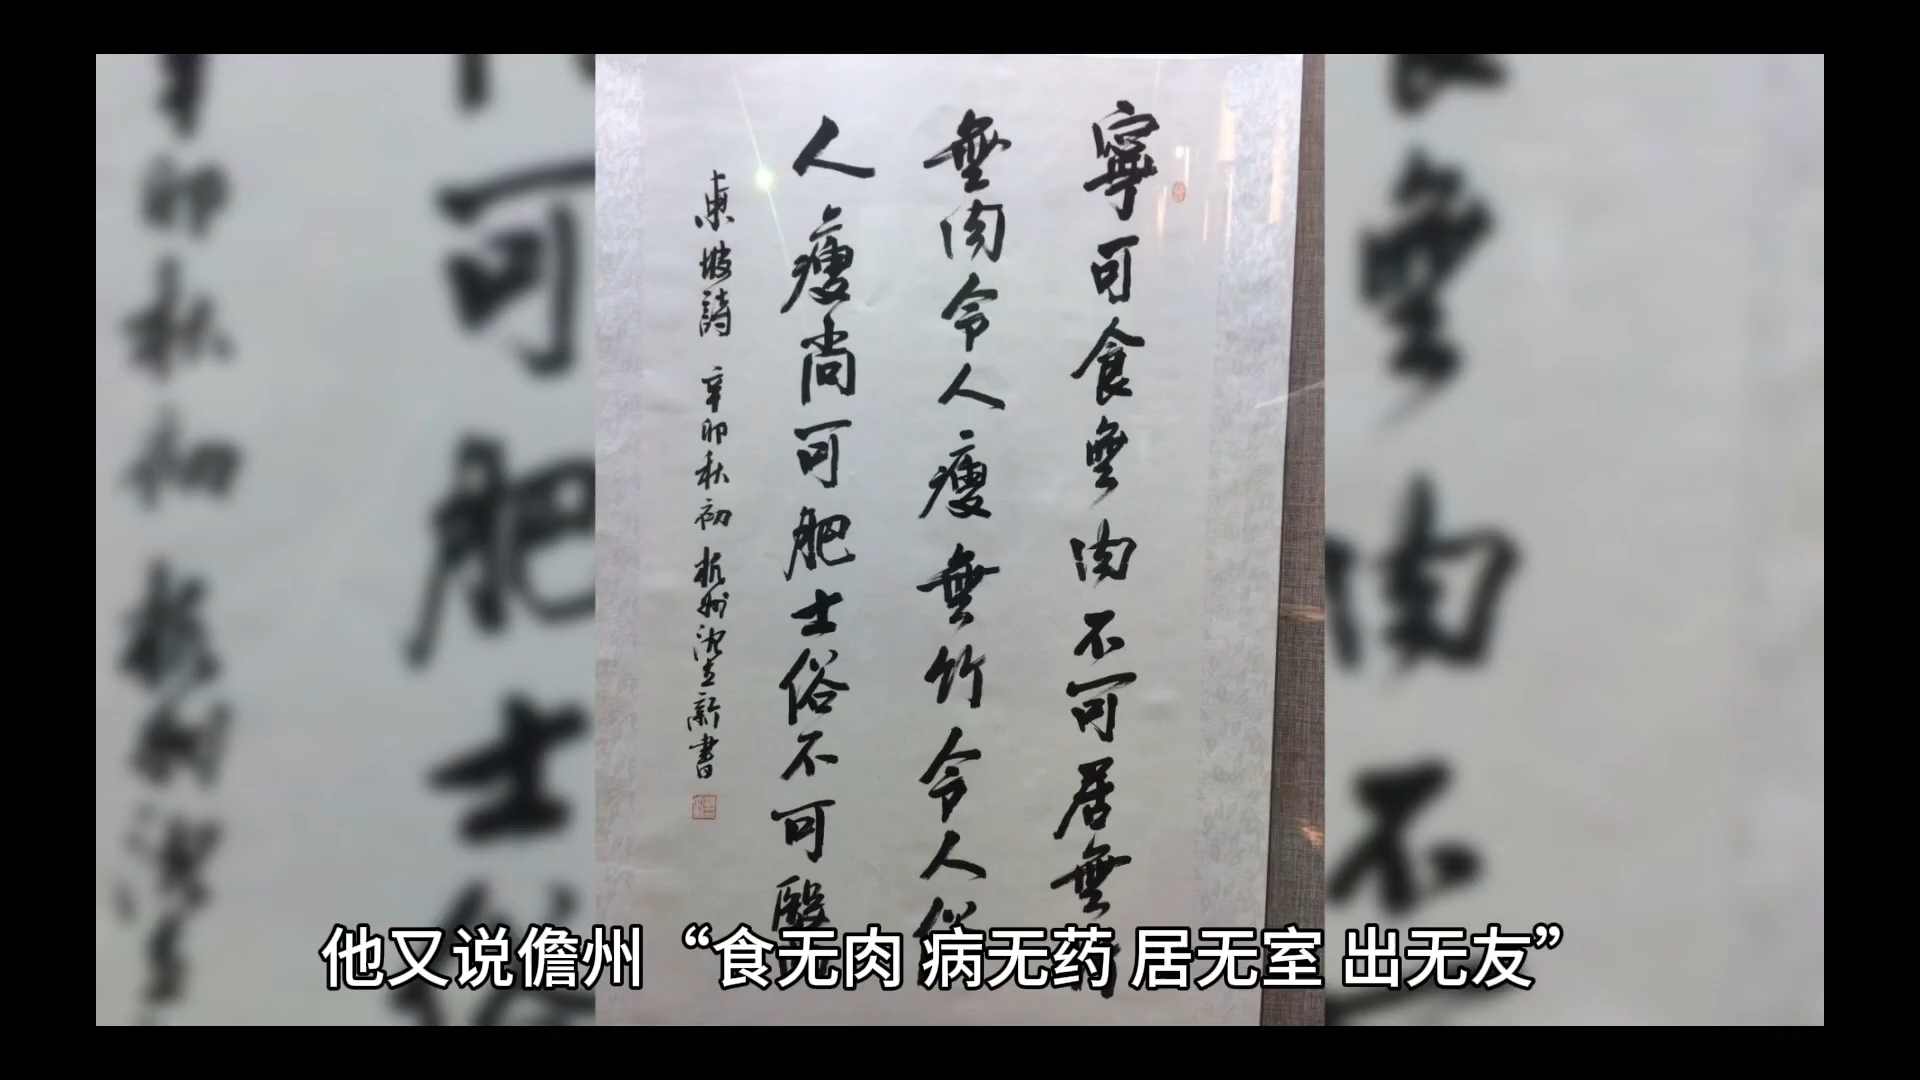 寧可食無肉不可居無竹
無肉令人瘦無竹令人俗
人瘦尚可肥士俗不可醫
東坡詩 辛卯秋初 杭州沈立新書
他又说儋州“食无肉 病无药 居无室 出无友”